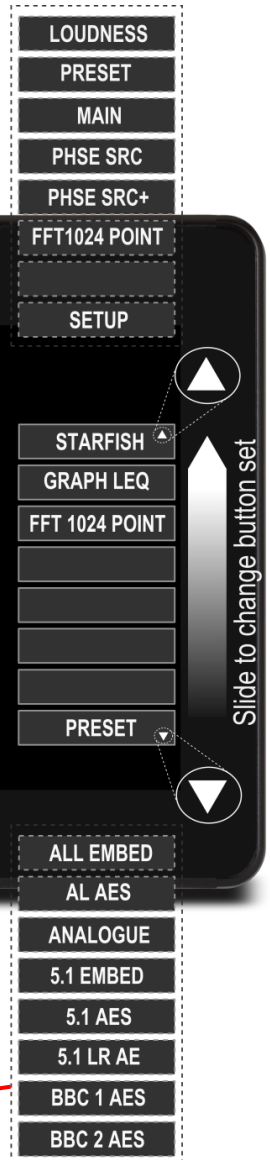 LOUDNESS
PRESET
MAIN
PHSE SRC
PHSE SRC+
FFT1024 POINT
SETUP
STARFISH
GRAPH LEQ
FFT 1024 POINT
PRESET
Slide to change button set
ALL EMBED
AL AES
ANALOGUE
5.1 EMBED
5.1 AES
5.1 LR AE
BBC 1 AES
BBC 2 AES